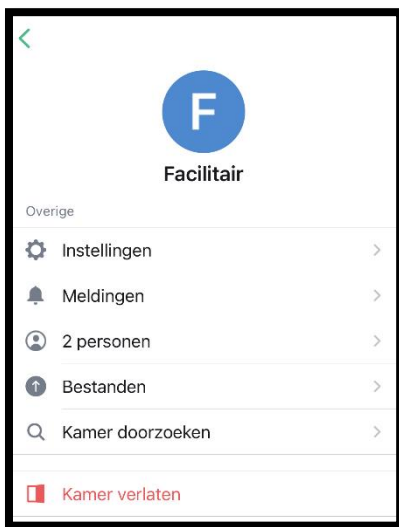 F
Facilitair
Overige
Instellingen
Meldingen
2 personen
Bestanden
Kamer doorzoeken
Kamer verlaten